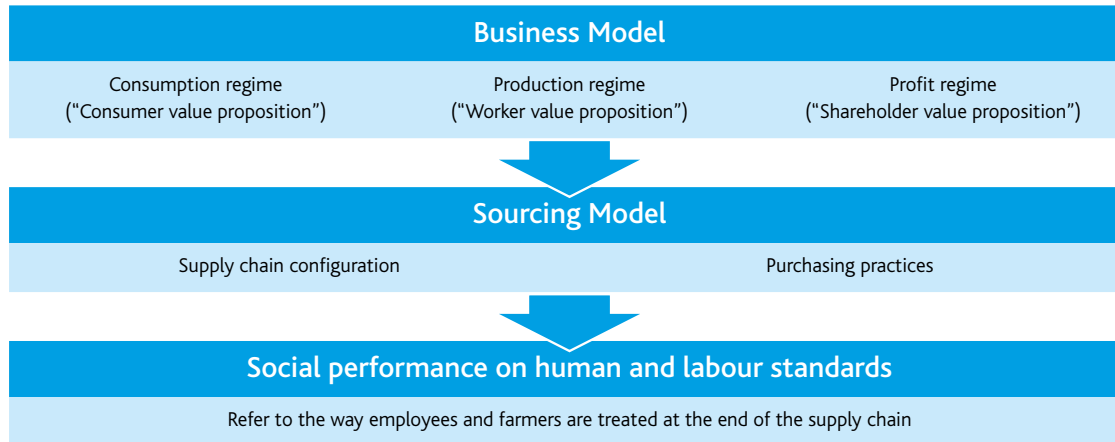 Business Model
Consumption regime
(“Consumer value proposition”)
Production regime
(“Worker value proposition”)
Profit regime
(“Shareholder value proposition”)
Sourcing Model
Supply chain configuration
Purchasing practices
Social performance on human and labour standards
Refer to the way employees and farmers are treated at the end of the supply chain